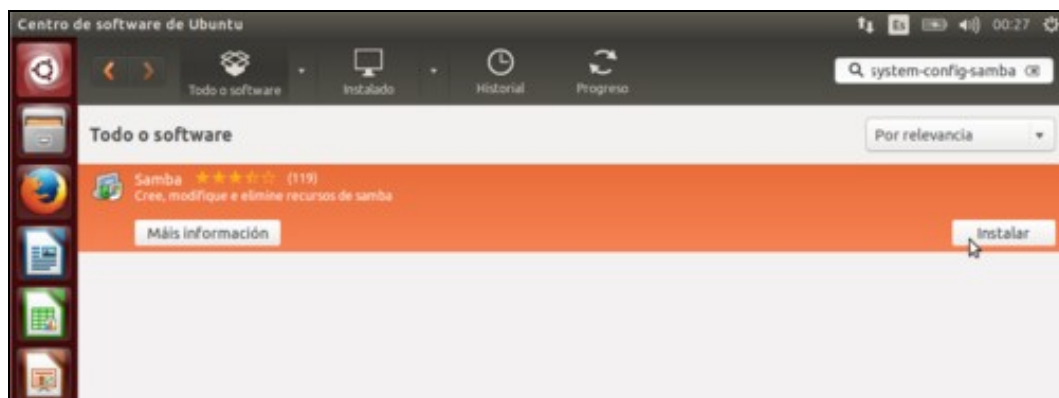 Centro de software de Ubuntu
Es
00:27
Todo o software
Instalado
Historial
Progreso
system-config-samba
Todo o software
Por relevancia
Samba (119)
Cree, modifique e elimine recursos de samba
Máis información
Instalar